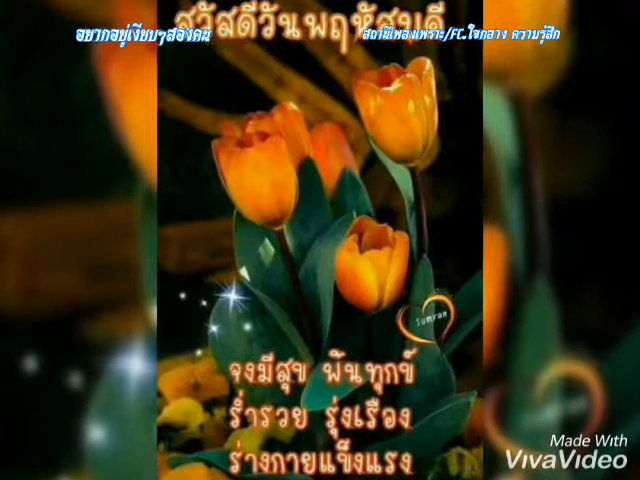 สวัสดีวันพฤหัสบดี
อยากอยู่เงียบๆสองคน
สถานีเพลงเพราะ/FC.ใจกลาง ความรู้สึก
Sumran
จงมีสุข พ้นทุกข์
ร่ำรวย รุ่งเรือง
ร่างกายแข็งแรง
Made With
VivaVideo